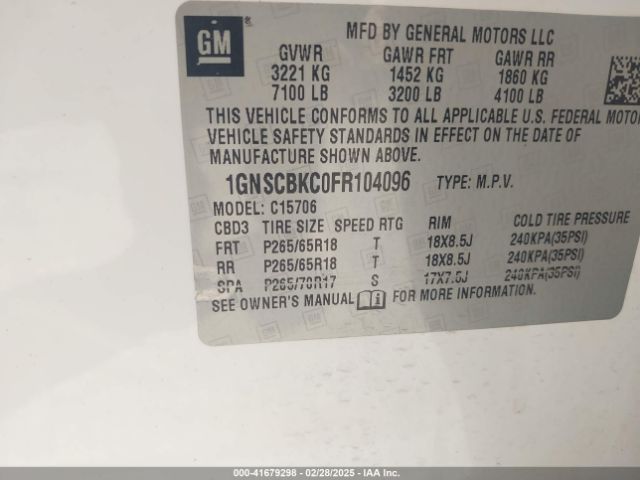 GM
MFD BY GENERAL MOTORS LLC
GVWR GAWR FRT GAWR RR
3221 KG 1452 KG 1860 KG
7100 LB 3200 LB 4100 LB
THIS VEHICLE CONFORMS TO ALL APPLICABLE U.S. FEDERAL MOTOR
VEHICLE SAFETY STANDARDS IN EFFECT ON THE DATE OF
MANUFACTURE SHOWN ABOVE.
1GNSCBKC0FR104096 TYPE: M.P.V.
MODEL: C15706
CBD3 TIRE SIZE SPEED RTG RIM COLD TIRE PRESSURE
FRT P265/65R18 T 18X8.5J 240KPA(35PSI)
RR P265/65R18 T 18X8.5J 240KPA(35PSI)
SPA P265/70R17 S 17X7.5J 240KPA(35PSI)
SEE OWNER'S MANUAL FOR MORE INFORMATION.
000-41679298 - 02/28/2025 - IAAI.COM